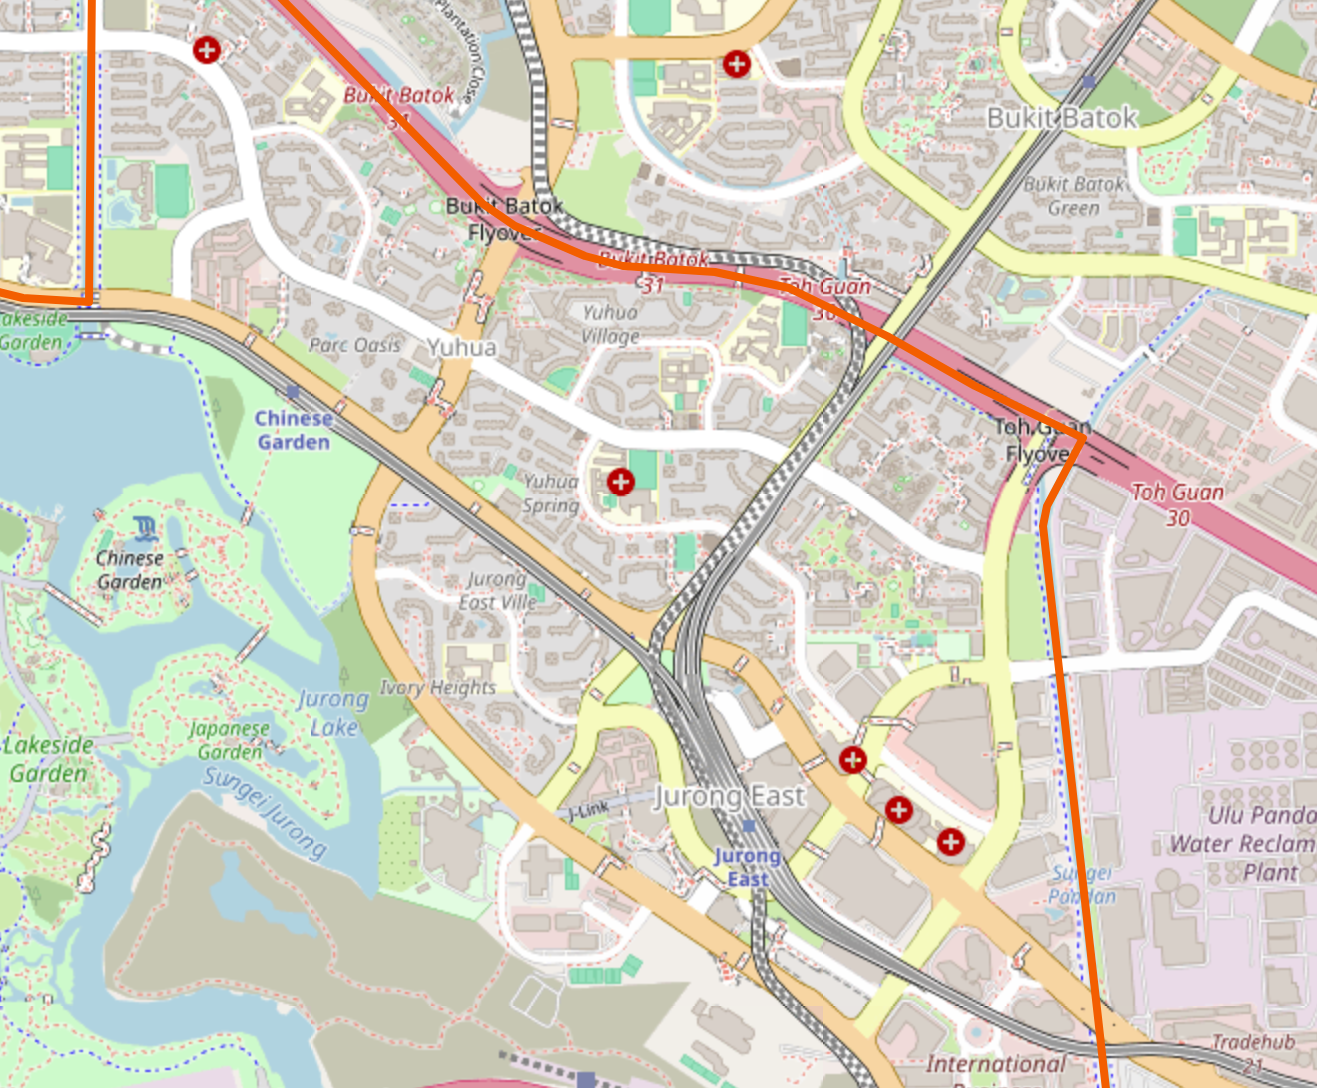 Plantation Close
Bukit Batok
34
Bukit Batok
Bukit Batok
Green
Bukit Batok
Flyover
Bukit Batok
31
Toh Guan
30
Yuhua
Village
Lakeside
Garden
Parc Oasis
Yuhua
Chinese
Garden
Toh Guan
Flyover
Yuhua
Spring
Toh Guan
30
Chinese
Garden
Jurong
East Ville
Ivory Heights
Jurong
Lake
Japanese
Garden
Lakeside
Garden
Sungei Jurong
Jurong East
J-Link
Ulu Panda
Water Reclam
Plant
Jurong
East
Sungei
Pandan
Tradehub
21
International